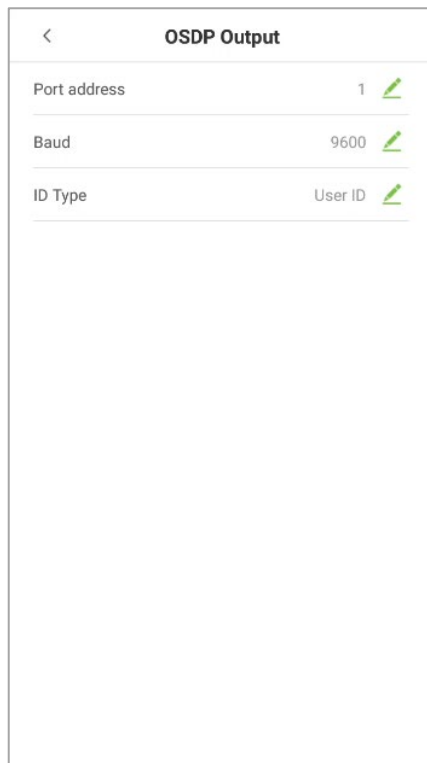 OSDP Output
Port address 1
Baud 9600
ID Type User ID